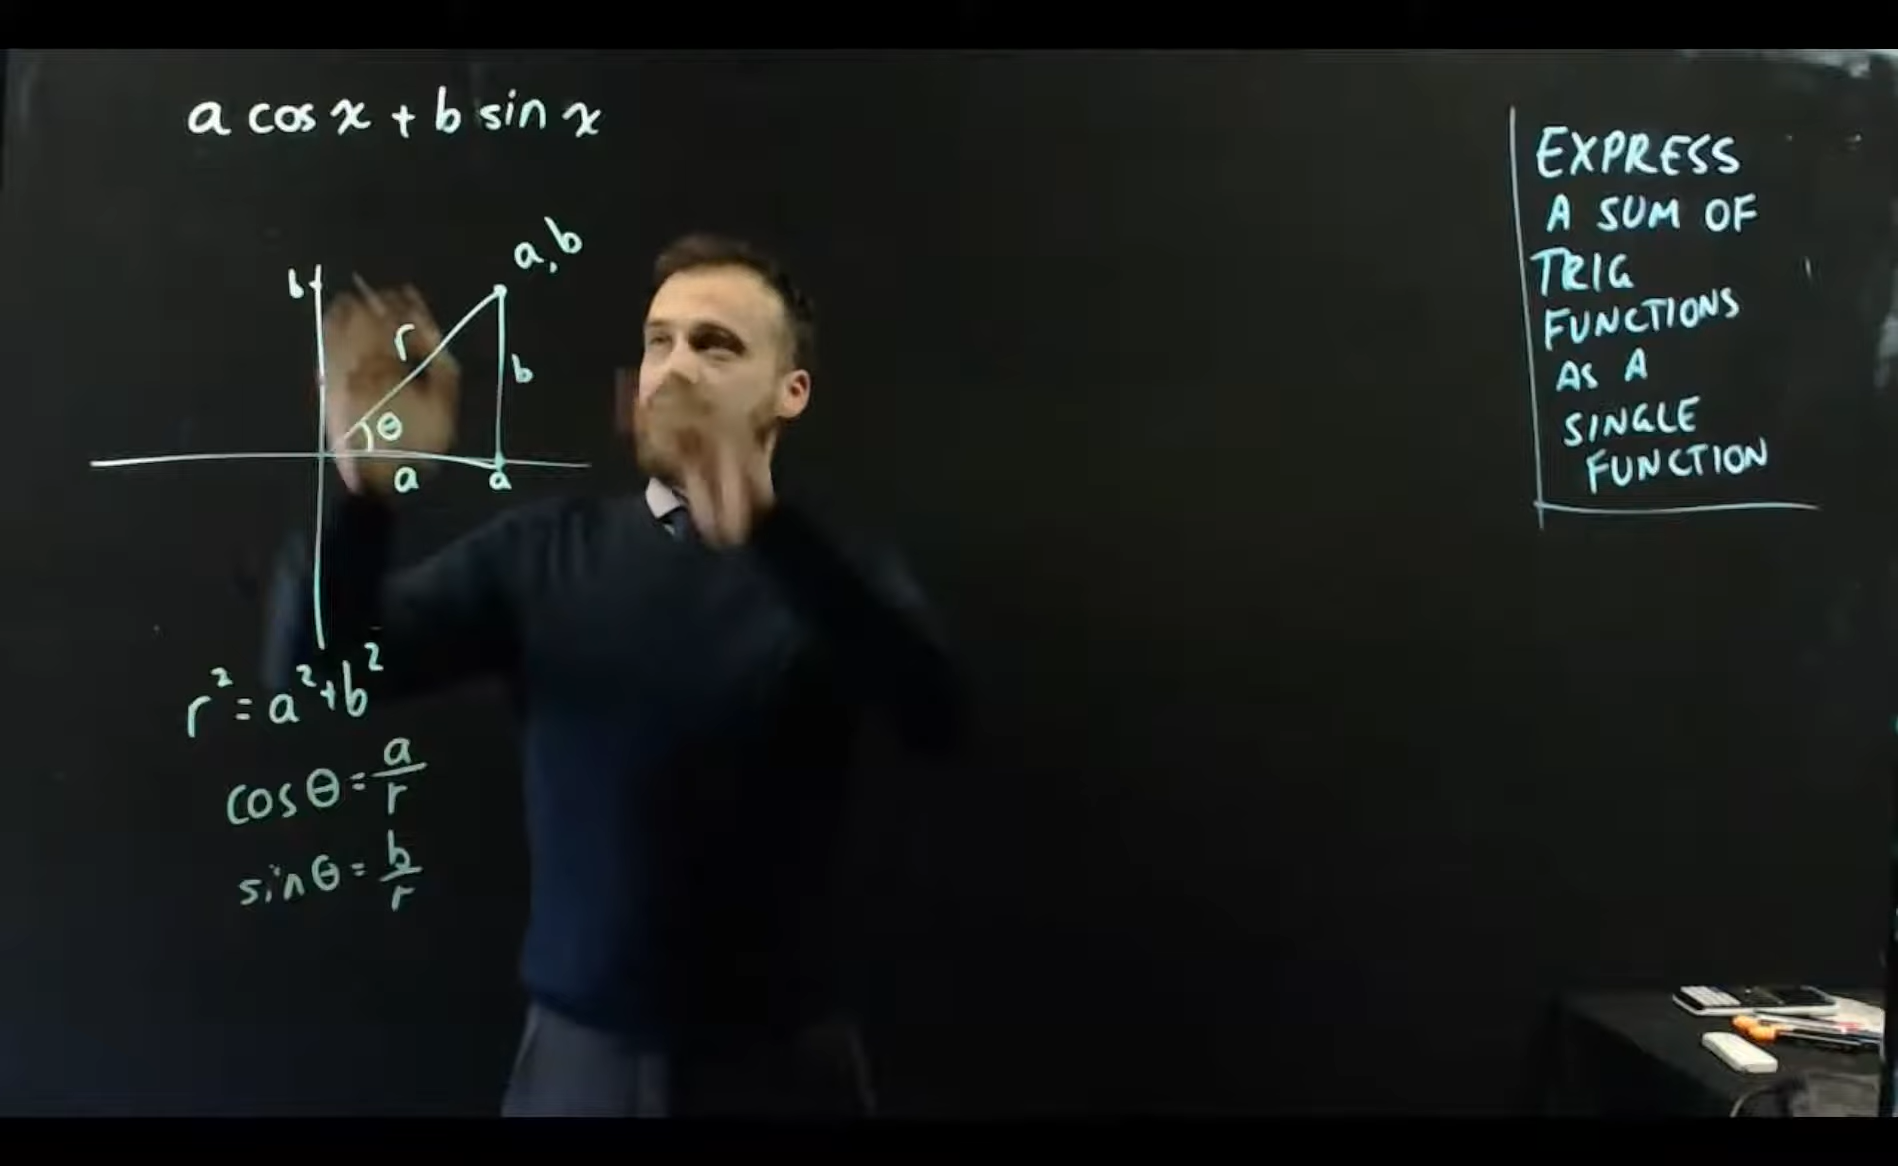 a cos x + b sin x
a, b
b
r
b
θ
a
a
r² = a² + b²
cos θ = a/r
sin θ = b/r
EXPRESS
A SUM OF
TRIG
FUNCTIONS
AS A
SINGLE
FUNCTION